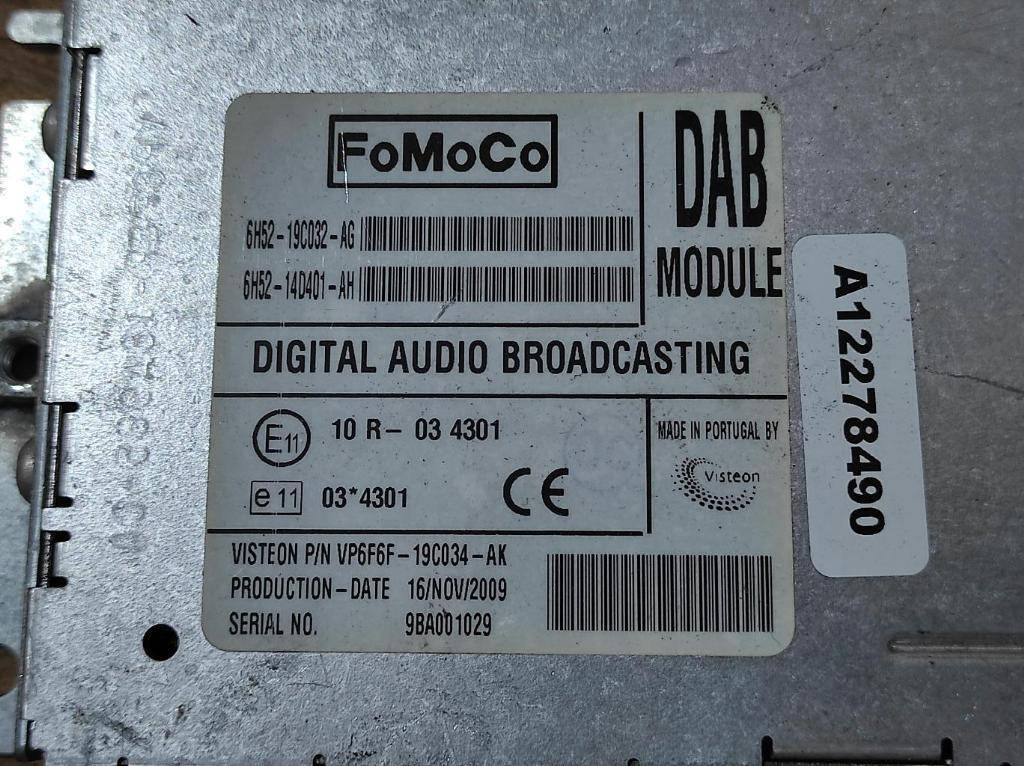 FoMoCo
6H52-19C032-AG
6H52-14D401-AH
DAB
MODULE
DIGITAL AUDIO BROADCASTING
E11
10 R- 03 4301
e 11
03*4301
CE
MADE IN PORTUGAL BY
Visteon
VISTEON P/N VP6F6F-19C034-AK
PRODUCTION-DATE 16/NOV/2009
SERIAL NO. 9BA001029
A12278490